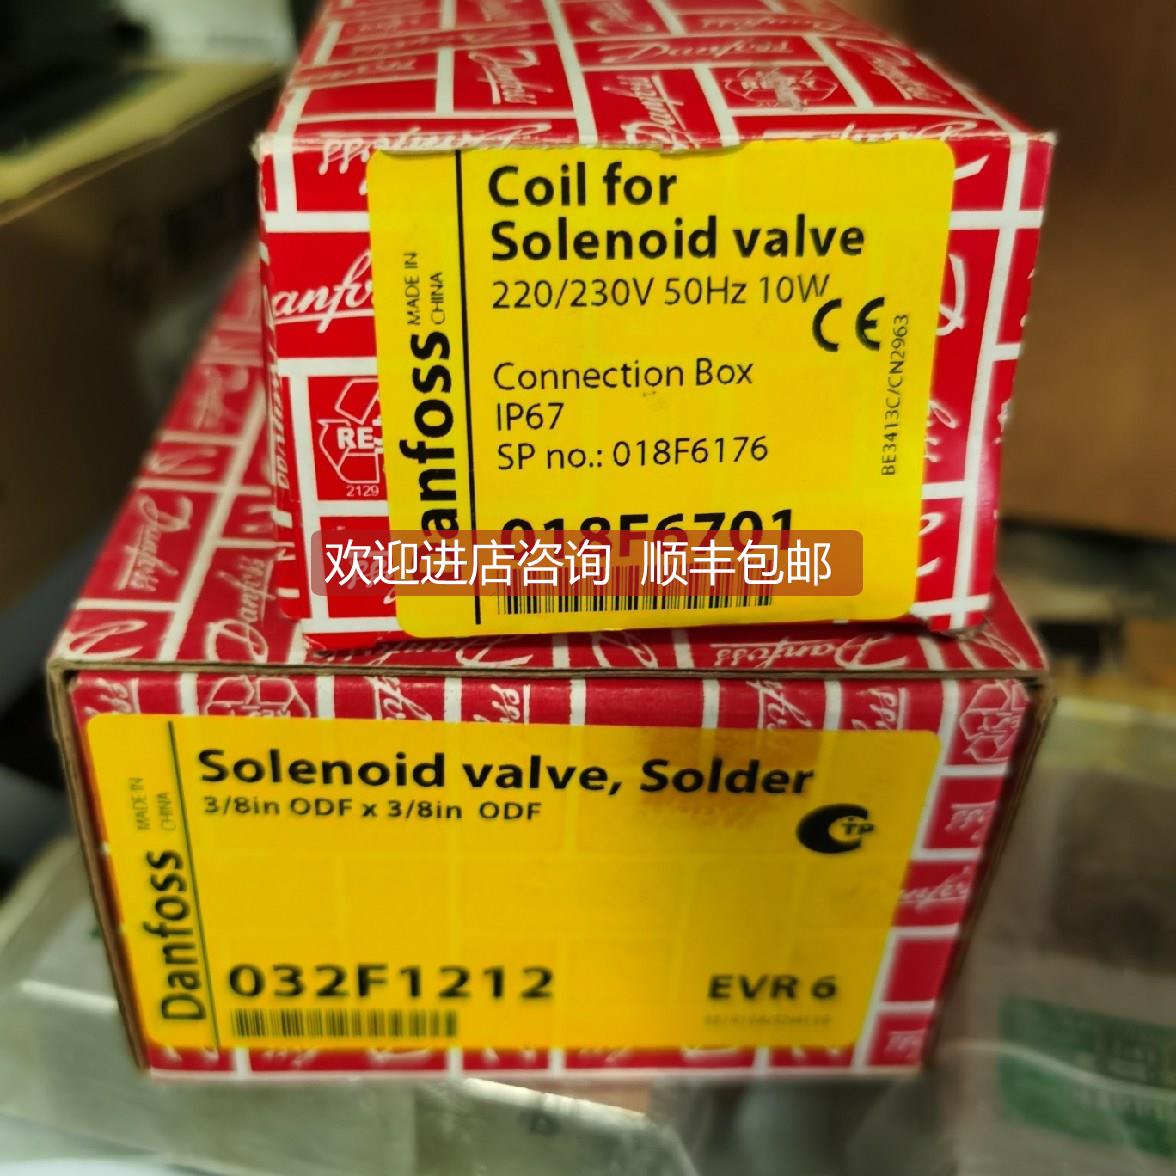 Coil for
Solenoid valve
220/230V 50Hz 10W
CE
Connection Box
IP67
SP no.: 018F6176
018F6701
Danfoss
MADE IN
CHINA
BE3413C/CN2963
2129
欢迎进店咨询 顺丰包邮
Solenoid valve, Solder
3/8in ODF x 3/8in ODF
CTP
Danfoss
MADE IN
CHINA
032F1212
EVR 6